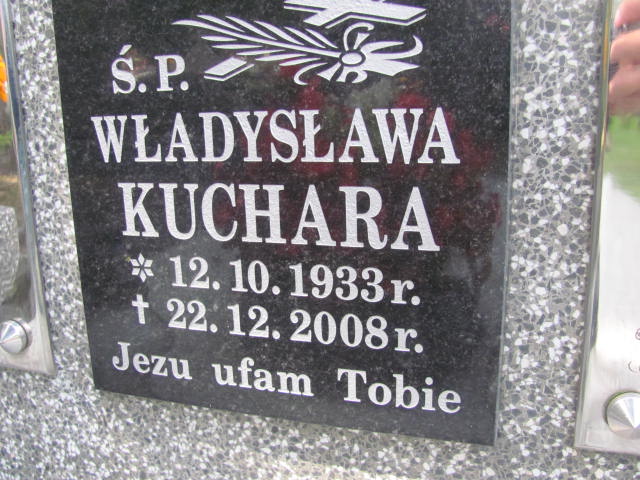 Ś.P.
WŁADYSŁAWA
KUCHARA
* 12.10.1933 r.
† 22.12.2008 r.
Jezu ufam Tobie